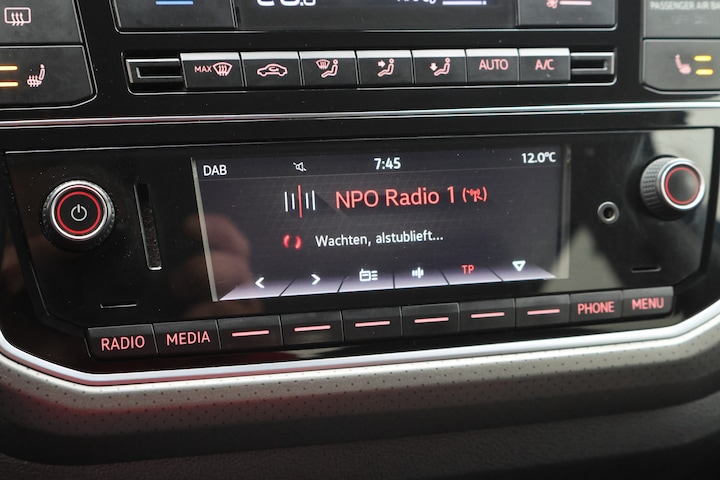 PASSENGER AIR BA
MAX
AUTO
A/C
DAB
7:45
12.0°C
NPO Radio 1
Wachten, alstublieft...
TP
RADIO
MEDIA
PHONE
MENU